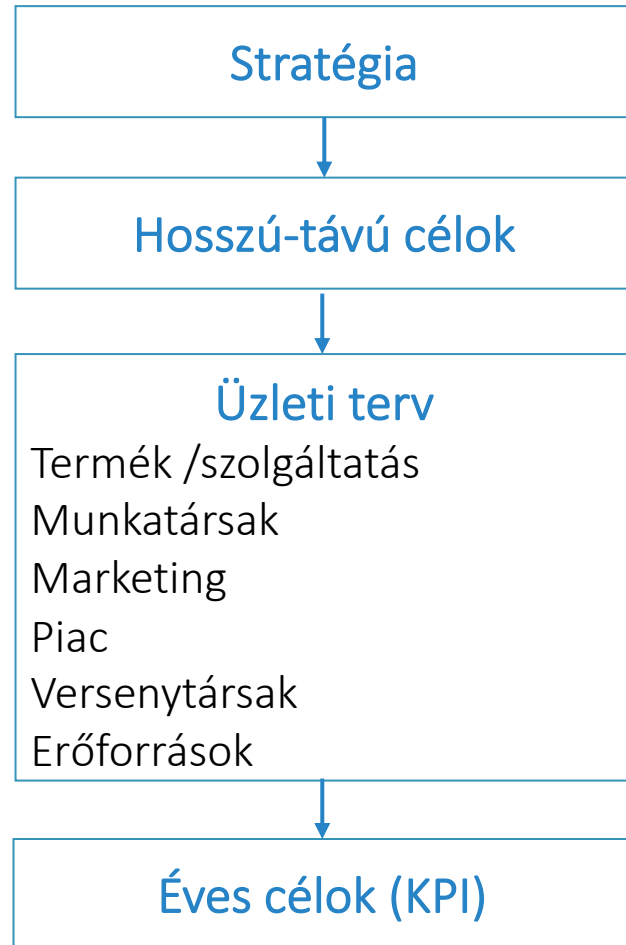 Stratégia
Hosszú-távú célok
Üzleti terv
Termék /szolgáltatás
Munkatársak
Marketing
Piac
Versenytársak
Erőforrások
Éves célok (KPI)